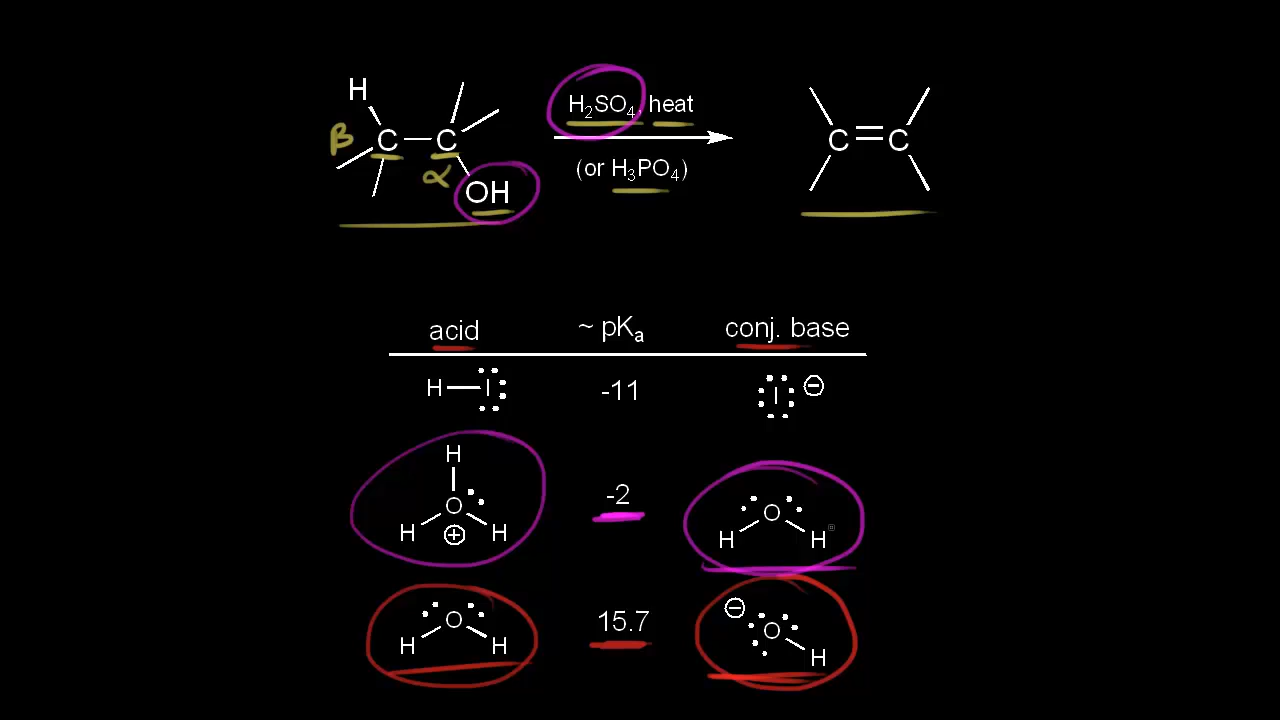 H
β C C
α
OH
H₂SO₄, heat
(or H₃PO₄)
C C
acid ~ pKₐ conj. base
H I -11 I ⊖
H
O
H ⊕ H
-2
O
H H
O
H H
15.7
⊖ O
H